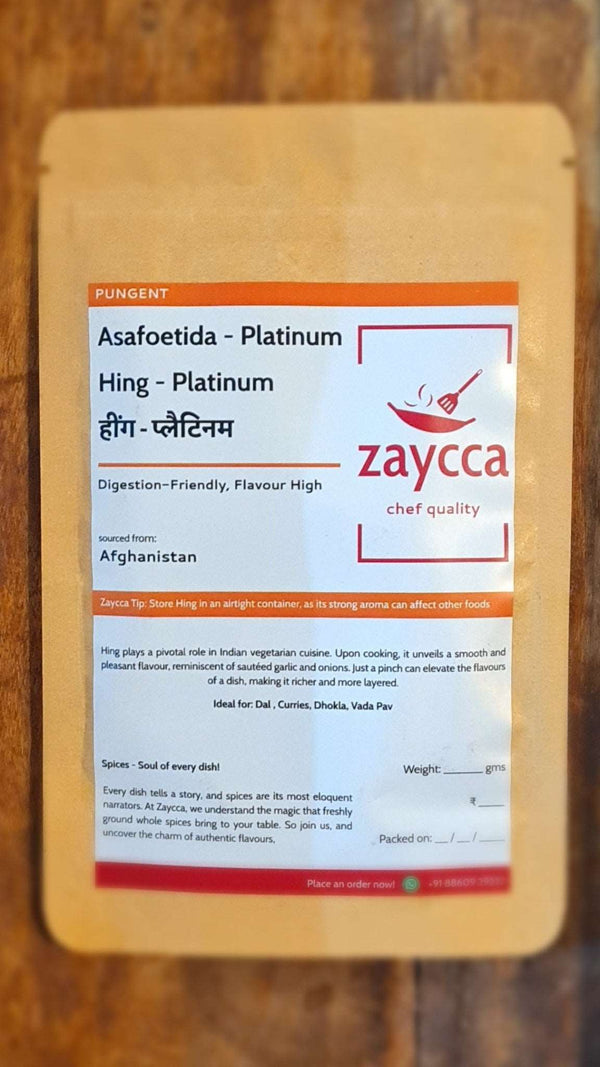 PUNGENT
Asafoetida - Platinum
Hing - Platinum
हींग - प्लैटिनम
Digestion-Friendly, Flavour High
sourced from:
Afghanistan
zaycca
chef quality
Zaycca Tip: Store Hing in an airtight container, as its strong aroma can affect other foods
Hing plays a pivotal role in Indian vegetarian cuisine. Upon cooking, it unveils a smooth and
pleasant flavour, reminiscent of sautéed garlic and onions. Just a pinch can elevate the flavours
of a dish, making it richer and more layered.
Ideal for: Dal , Curries, Dhokla, Vada Pav
Spices - Soul of every dish!
Every dish tells a story, and spices are its most eloquent
narrators. At Zaycca, we understand the magic that freshly
ground whole spices bring to your table. So join us, and
uncover the charm of authentic flavours.
Weight: ______ gms
₹ ____
Packed on: __/__/____
Place an order now! +91 88609